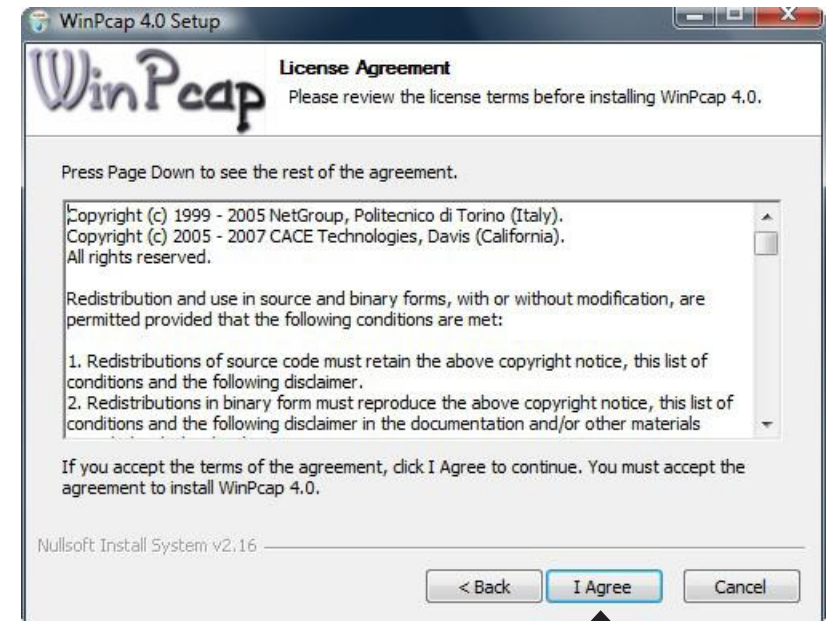 WinPcap 4.0 Setup
WinPcap
License Agreement
Please review the license terms before installing WinPcap 4.0.
Press Page Down to see the rest of the agreement.
Copyright (c) 1999 - 2005 NetGroup, Politecnico di Torino (Italy).
Copyright (c) 2005 - 2007 CACE Technologies, Davis (California).
All rights reserved.
Redistribution and use in source and binary forms, with or without modification, are
permitted provided that the following conditions are met:
1. Redistributions of source code must retain the above copyright notice, this list of
conditions and the following disclaimer.
2. Redistributions in binary form must reproduce the above copyright notice, this list of
conditions and the following disclaimer in the documentation and/or other materials
If you accept the terms of the agreement, click I Agree to continue. You must accept the
agreement to install WinPcap 4.0.
Nullsoft Install System v2.16
< Back
I Agree
Cancel